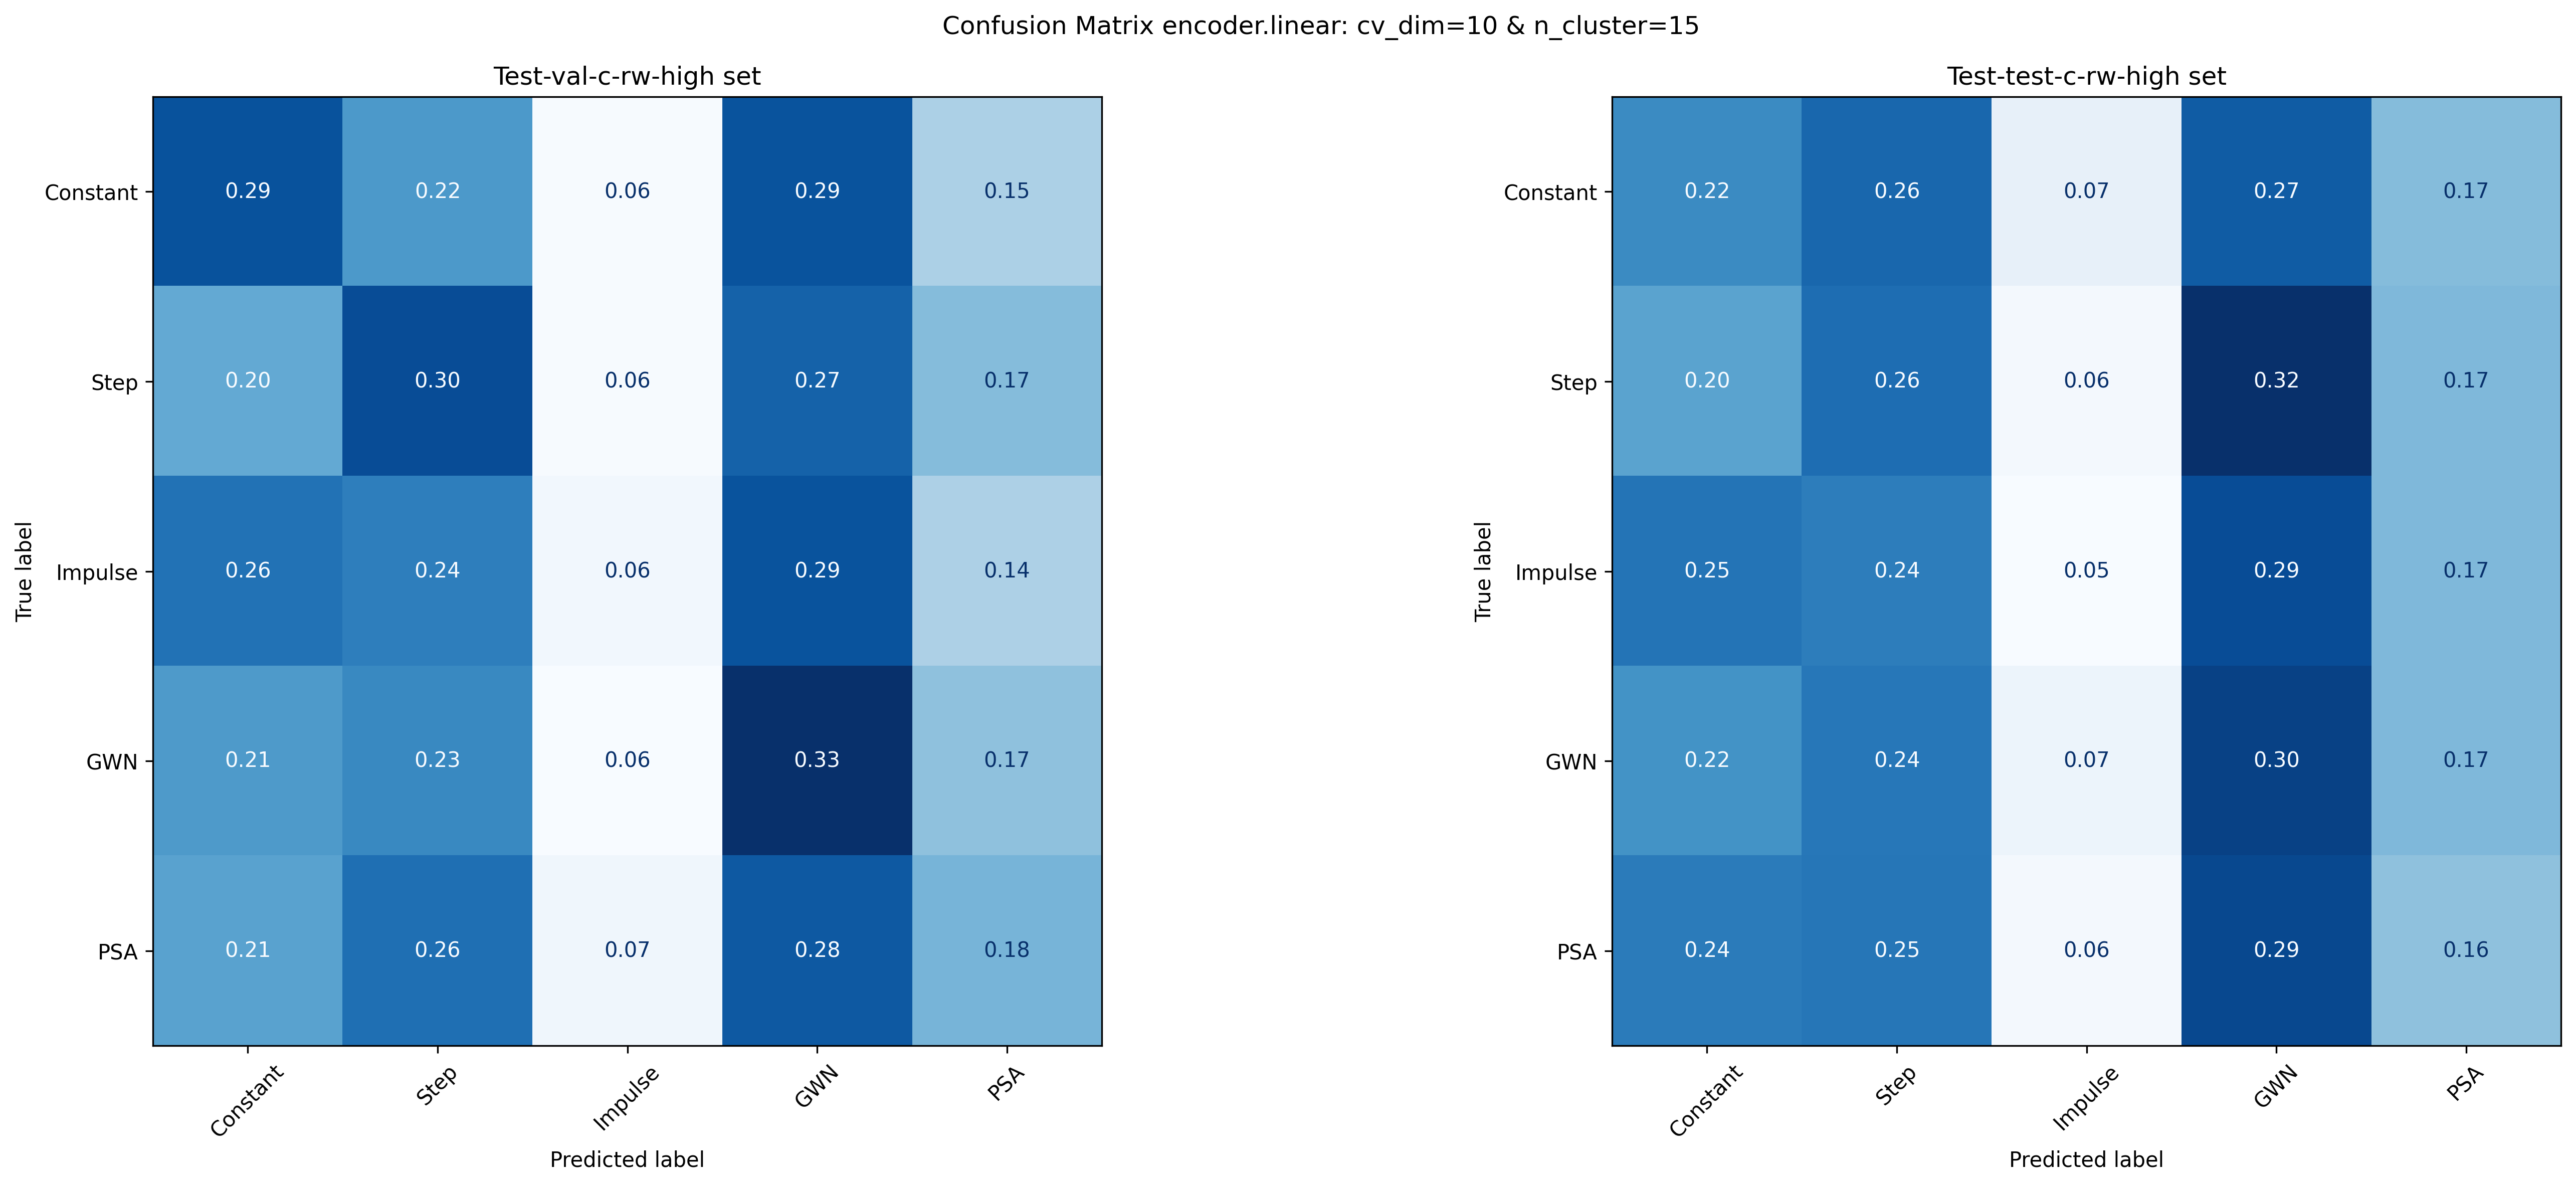 Confusion Matrix encoder.linear: cv_dim=10 & n_cluster=15
Test-val-c-rw-high set
True label
Constant 0.29 0.22 0.06 0.29 0.15
Step 0.20 0.30 0.06 0.27 0.17
Impulse 0.26 0.24 0.06 0.29 0.14
GWN 0.21 0.23 0.06 0.33 0.17
PSA 0.21 0.26 0.07 0.28 0.18
Constant Step Impulse GWN PSA
Predicted label
Test-test-c-rw-high set
True label
Constant 0.22 0.26 0.07 0.27 0.17
Step 0.20 0.26 0.06 0.32 0.17
Impulse 0.25 0.24 0.05 0.29 0.17
GWN 0.22 0.24 0.07 0.30 0.17
PSA 0.24 0.25 0.06 0.29 0.16
Constant Step Impulse GWN PSA
Predicted label